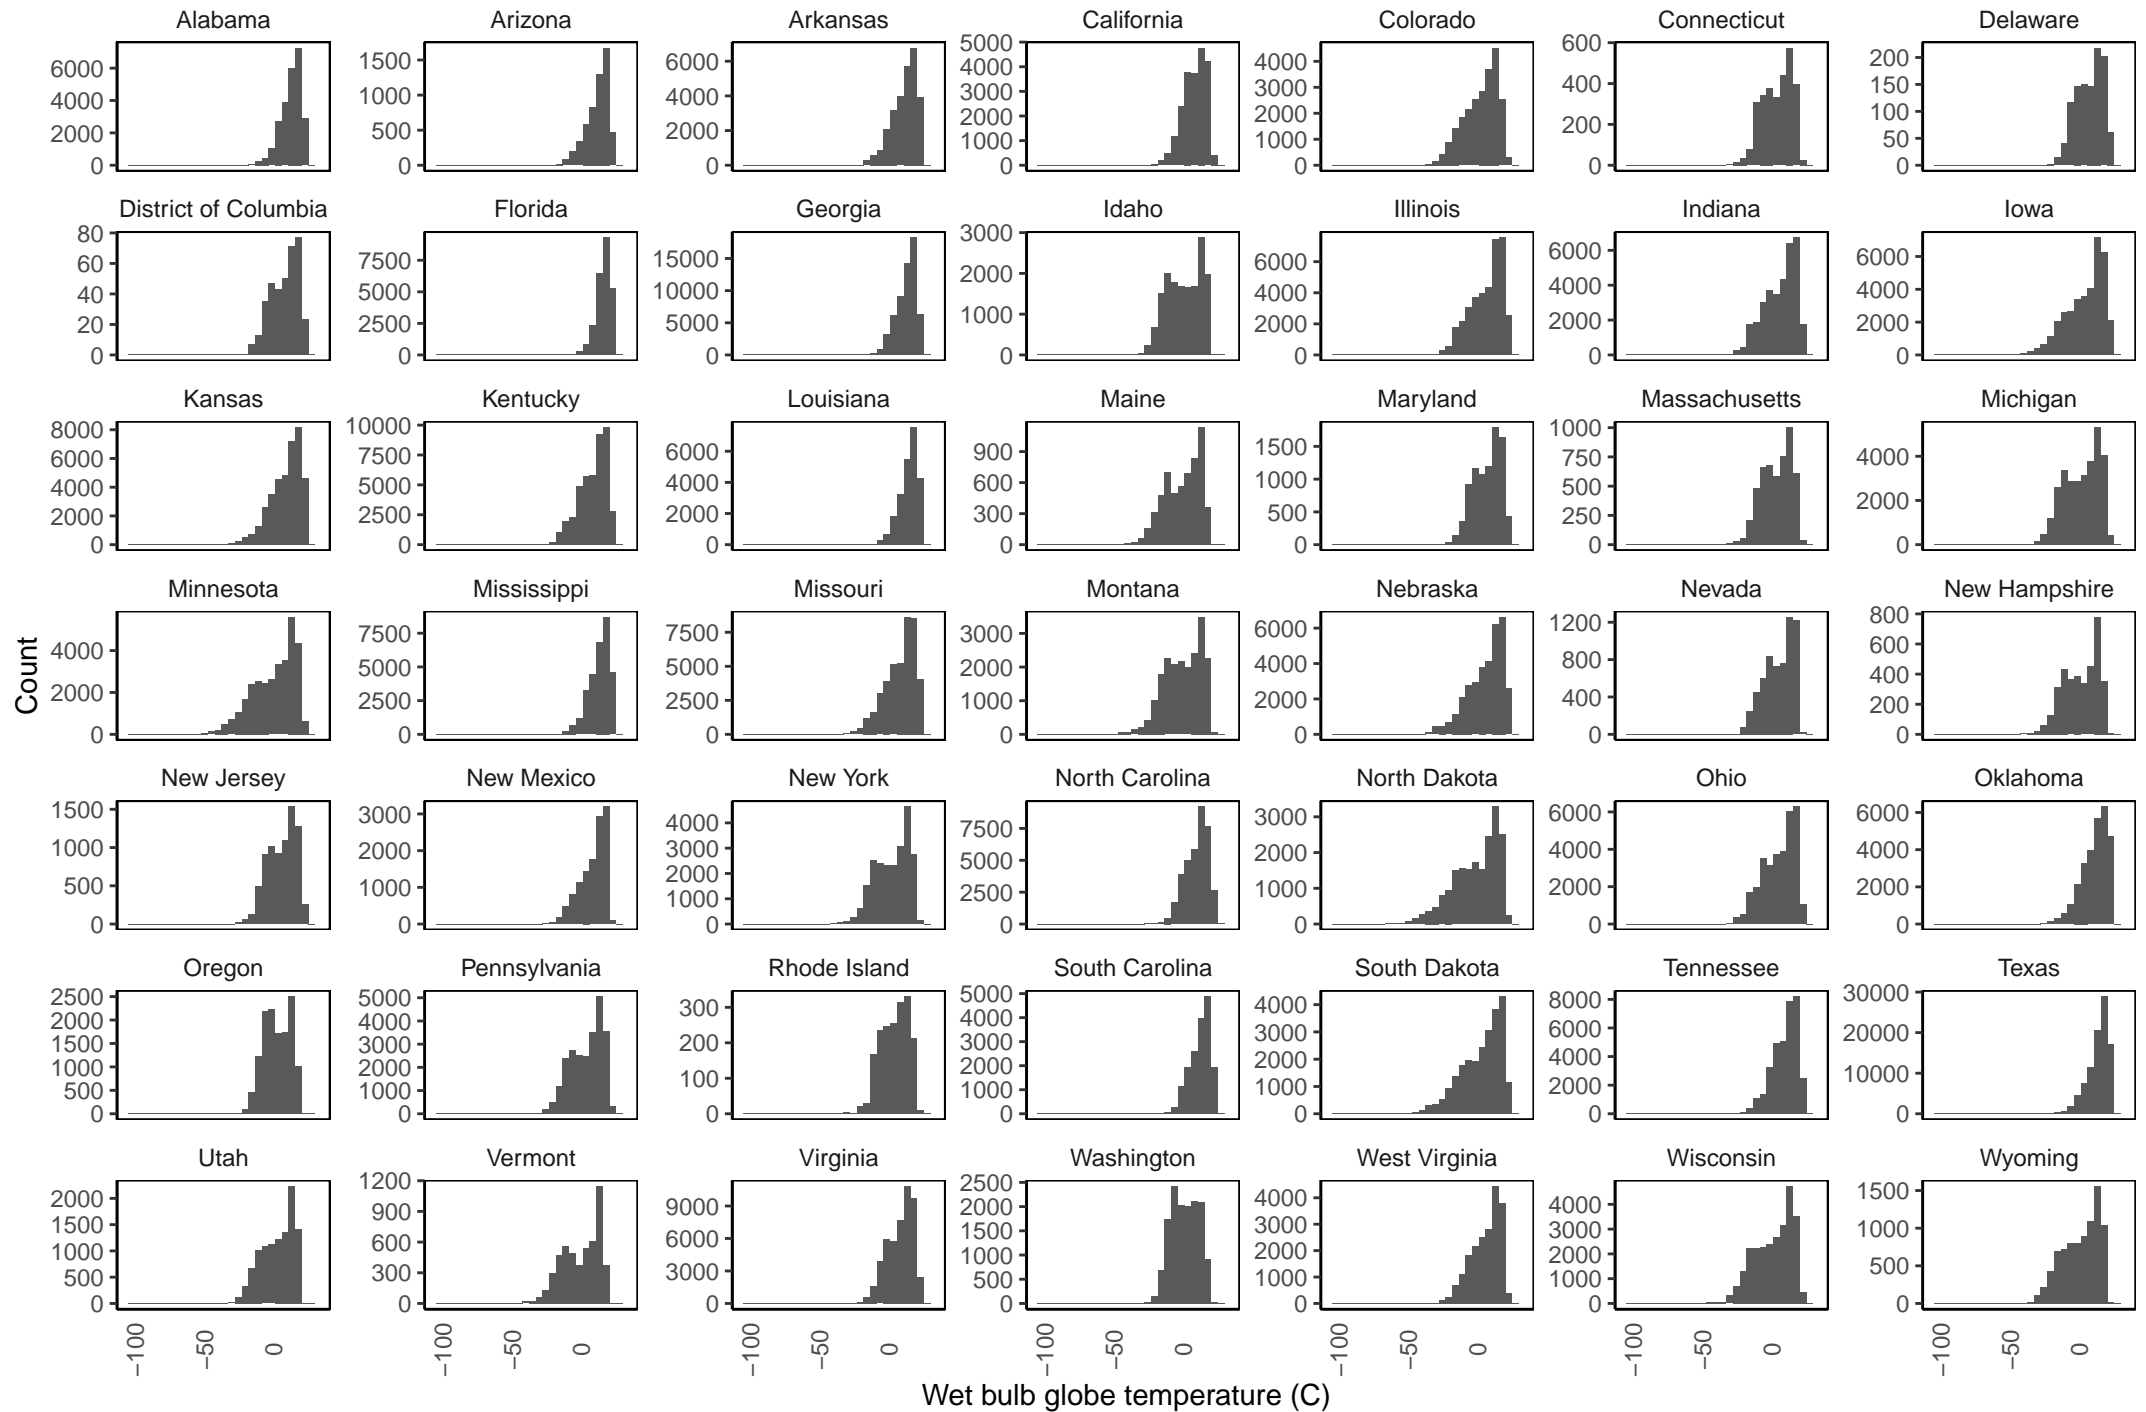 Alabama Arizona Arkansas California Colorado Connecticut Delaware
6000 4000 2000 0
1500 1000 500 0
6000 4000 2000 0
5000 4000 3000 2000 1000 0
4000 3000 2000 1000 0
600 400 200 0
200 150 100 50 0
District of Columbia Florida Georgia Idaho Illinois Indiana Iowa
80 60 40 20 0
7500 5000 2500 0
15000 10000 5000 0
3000 2000 1000 0
6000 4000 2000 0
6000 4000 2000 0
6000 4000 2000 0
Kansas Kentucky Louisiana Maine Maryland Massachusetts Michigan
8000 6000 4000 2000 0
10000 7500 5000 2500 0
6000 4000 2000 0
900 600 300 0
1500 1000 500 0
1000 750 500 250 0
4000 2000 0
Minnesota Mississippi Missouri Montana Nebraska Nevada New Hampshire
4000 2000 0
7500 5000 2500 0
7500 5000 2500 0
3000 2000 1000 0
6000 4000 2000 0
1200 800 400 0
800 600 400 200 0
Count
New Jersey New Mexico New York North Carolina North Dakota Ohio Oklahoma
1500 1000 500 0
3000 2000 1000 0
4000 3000 2000 1000 0
7500 5000 2500 0
3000 2000 1000 0
6000 4000 2000 0
6000 4000 2000 0
Oregon Pennsylvania Rhode Island South Carolina South Dakota Tennessee Texas
2500 2000 1500 1000 500 0
5000 4000 3000 2000 1000 0
300 200 100 0
5000 4000 3000 2000 1000 0
4000 3000 2000 1000 0
8000 6000 4000 2000 0
30000 20000 10000 0
Utah Vermont Virginia Washington West Virginia Wisconsin Wyoming
2000 1500 1000 500 0
1200 900 600 300 0
9000 6000 3000 0
2500 2000 1500 1000 500 0
4000 3000 2000 1000 0
4000 3000 2000 1000 0
1500 1000 500 0
−100 −50 0 −100 −50 0 −100 −50 0 −100 −50 0 −100 −50 0 −100 −50 0 −100 −50 0
Wet bulb globe temperature (C)